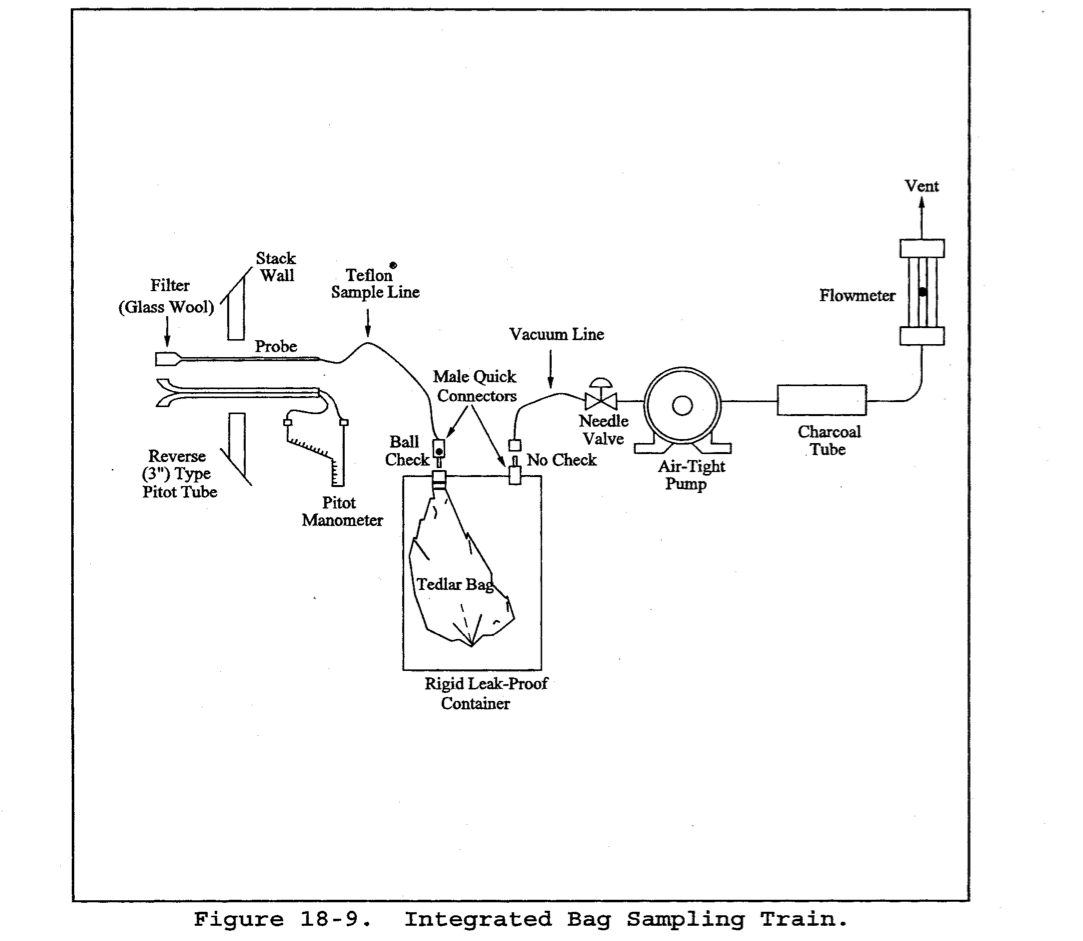 Vent
Stack
Wall
Filter
(Glass Wool)
Teflon®
Sample Line
Flowmeter
Probe
Vacuum Line
Male Quick
Connectors
Needle
Valve
Charcoal
Tube
Ball
Check
No Check
Air-Tight
Pump
Reverse
(3") Type
Pitot Tube
Pitot
Manometer
Tedlar Bag
Rigid Leak-Proof
Container
Figure 18-9. Integrated Bag Sampling Train.